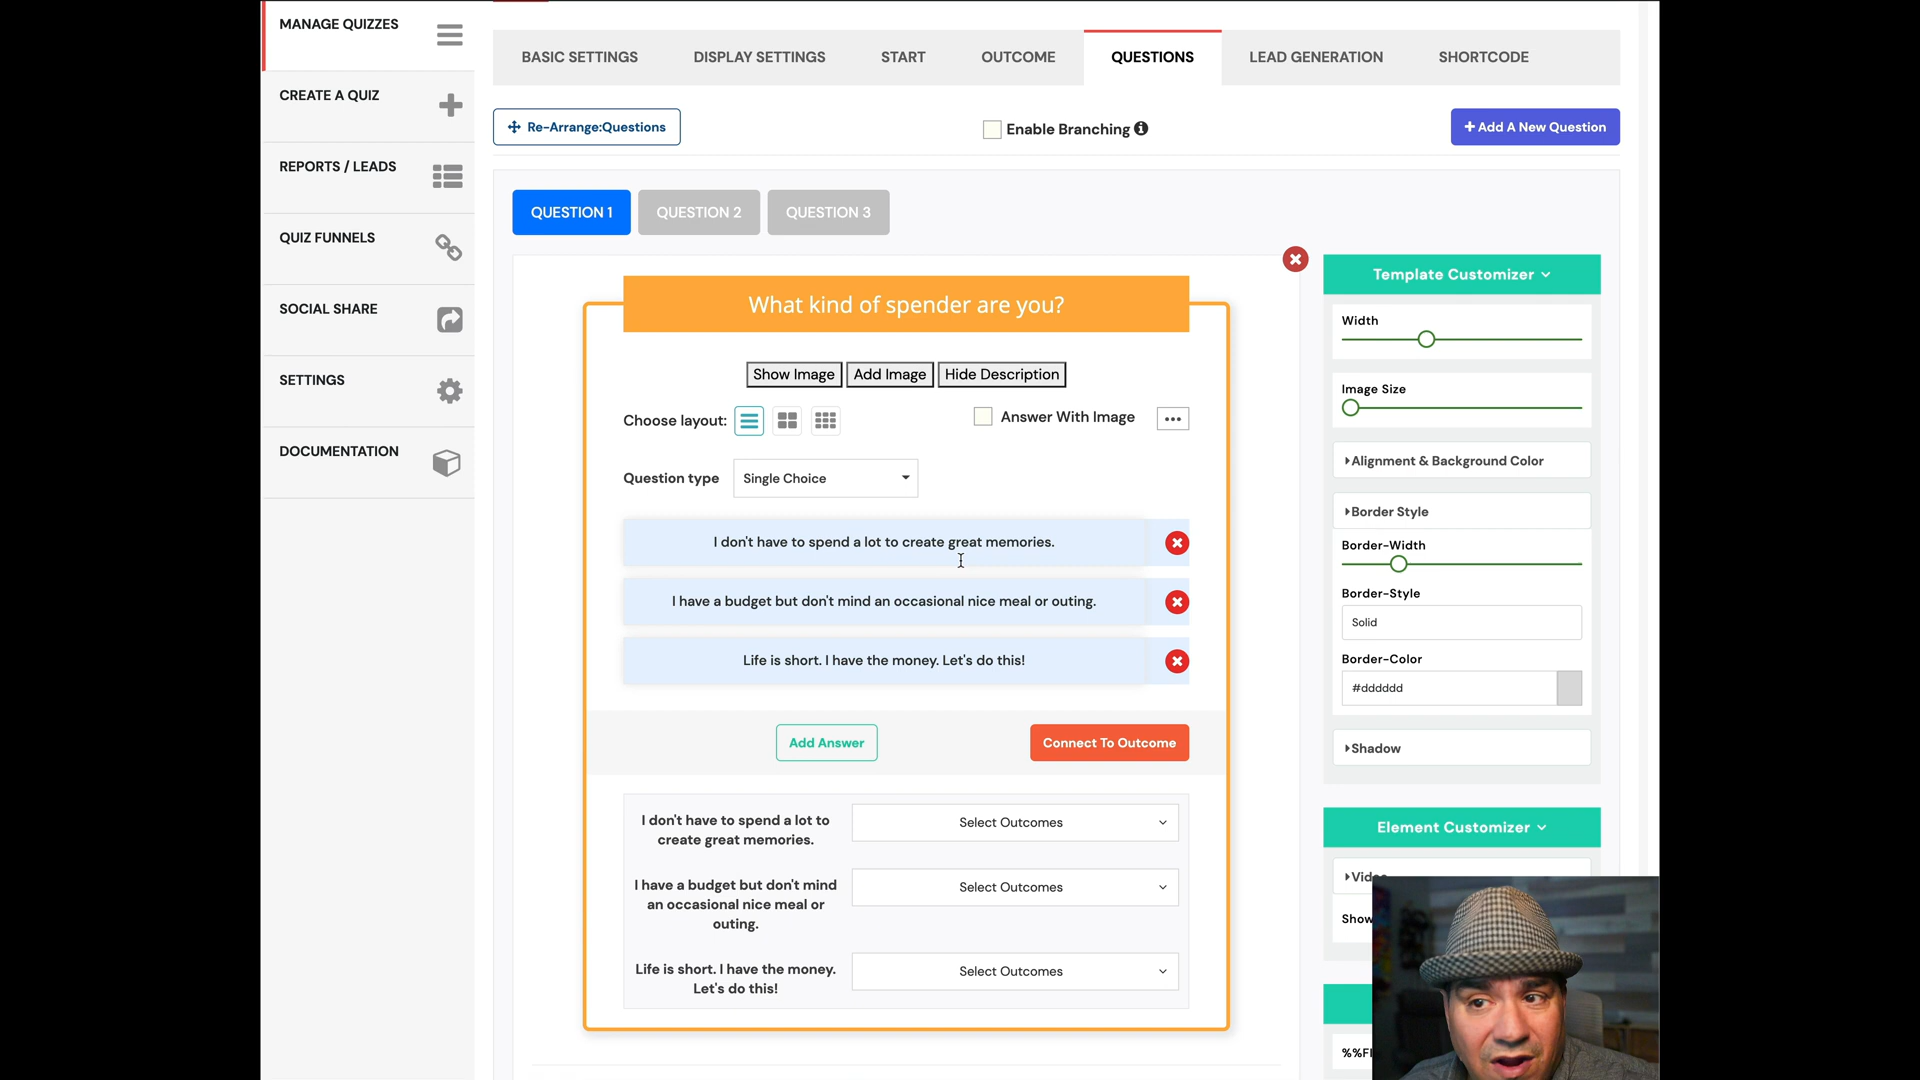 MANAGE QUIZZES
CREATE A QUIZ
REPORTS / LEADS
QUIZ FUNNELS
SOCIAL SHARE
SETTINGS
DOCUMENTATION
BASIC SETTINGS
DISPLAY SETTINGS
START
OUTCOME
QUESTIONS
LEAD GENERATION
SHORTCODE
Re-Arrange:Questions
Enable Branching
+ Add A New Question
QUESTION 1
QUESTION 2
QUESTION 3
What kind of spender are you?
Show Image
Add Image
Hide Description
Choose layout:
Answer With Image
...
Question type
Single Choice
I don't have to spend a lot to create great memories.
I have a budget but don't mind an occasional nice meal or outing.
Life is short. I have the money. Let's do this!
Add Answer
Connect To Outcome
I don't have to spend a lot to
create great memories.
Select Outcomes
I have a budget but don't mind
an occasional nice meal or
outing.
Select Outcomes
Life is short. I have the money.
Let's do this!
Select Outcomes
Template Customizer
Width
Image Size
Alignment & Background Color
Border Style
Border-Width
Border-Style
Solid
Border-Color
#dddddd
Shadow
Element Customizer
Show